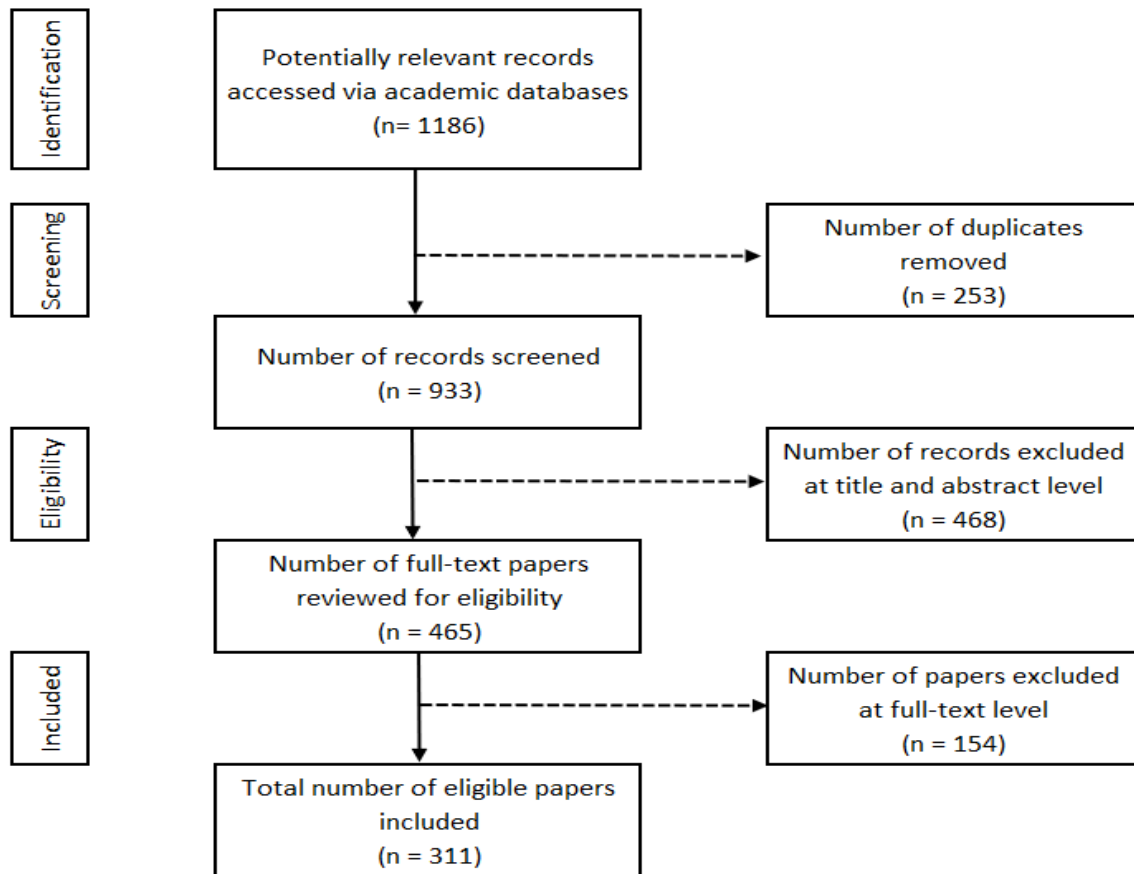 Identification
Potentially relevant records
accessed via academic databases
(n= 1186)
Screening
Number of duplicates
removed
(n = 253)
Number of records screened
(n = 933)
Eligibility
Number of records excluded
at title and abstract level
(n = 468)
Number of full-text papers
reviewed for eligibility
(n = 465)
Included
Number of papers excluded
at full-text level
(n = 154)
Total number of eligible papers
included
(n = 311)